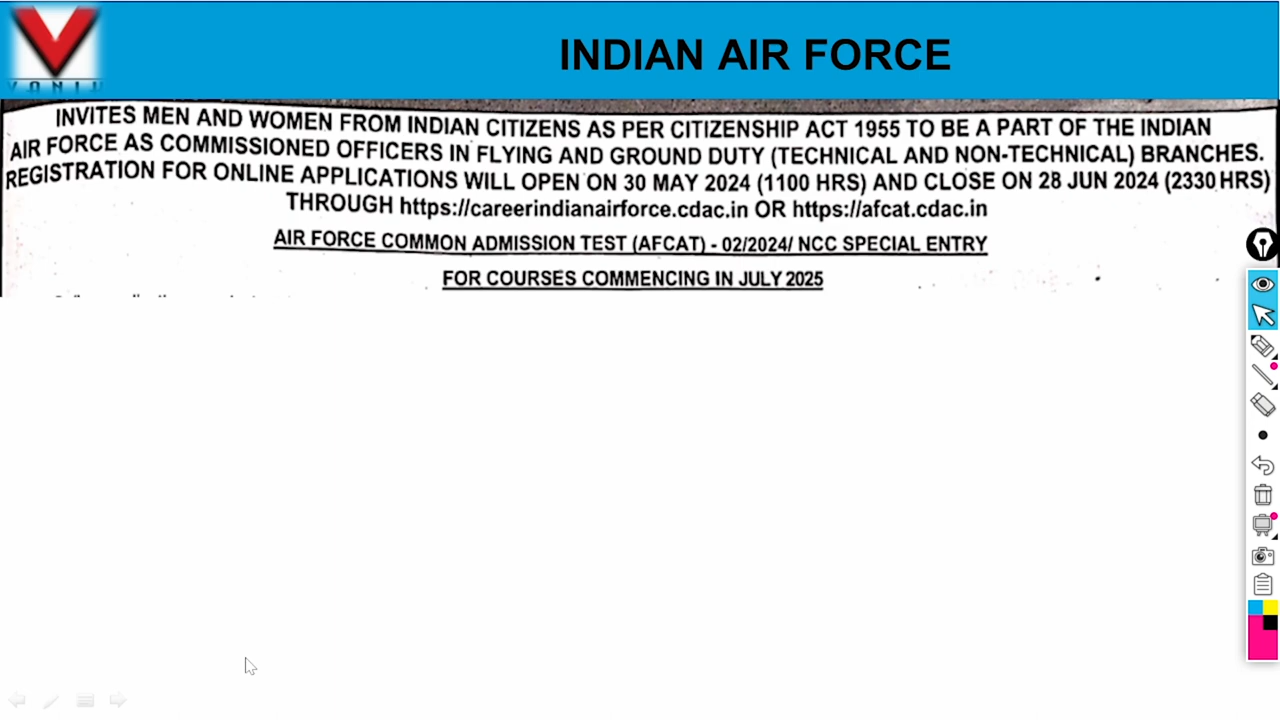 VONIJ
INDIAN AIR FORCE
INVITES MEN AND WOMEN FROM INDIAN CITIZENS AS PER CITIZENSHIP ACT 1955 TO BE A PART OF THE INDIAN
AIR FORCE AS COMMISSIONED OFFICERS IN FLYING AND GROUND DUTY (TECHNICAL AND NON-TECHNICAL) BRANCHES.
REGISTRATION FOR ONLINE APPLICATIONS WILL OPEN ON 30 MAY 2024 (1100 HRS) AND CLOSE ON 28 JUN 2024 (2330 HRS)
THROUGH https://careerindianairforce.cdac.in OR https://afcat.cdac.in
AIR FORCE COMMON ADMISSION TEST (AFCAT) - 02/2024/ NCC SPECIAL ENTRY
FOR COURSES COMMENCING IN JULY 2025